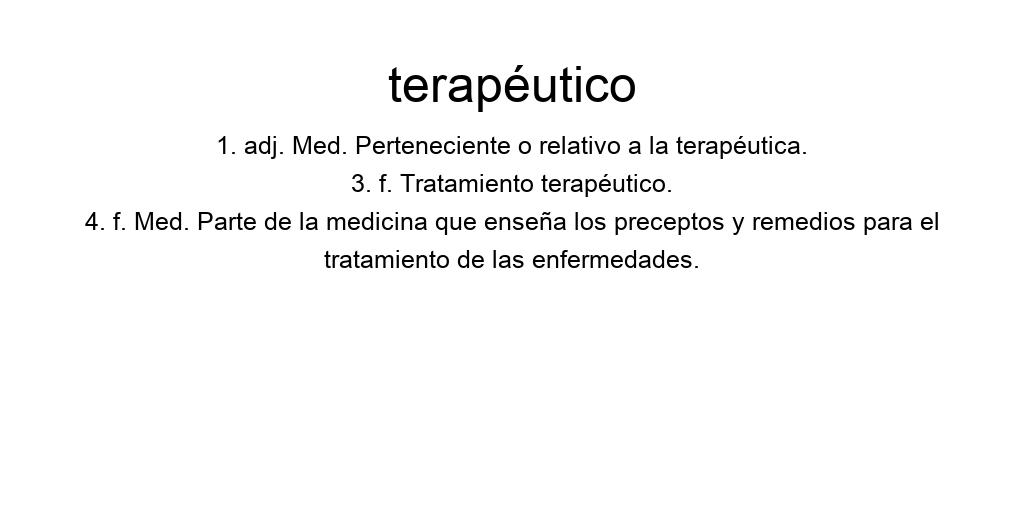 terapéutico
1. adj. Med. Perteneciente o relativo a la terapéutica.
3. f. Tratamiento terapéutico.
4. f. Med. Parte de la medicina que enseña los preceptos y remedios para el
tratamiento de las enfermedades.